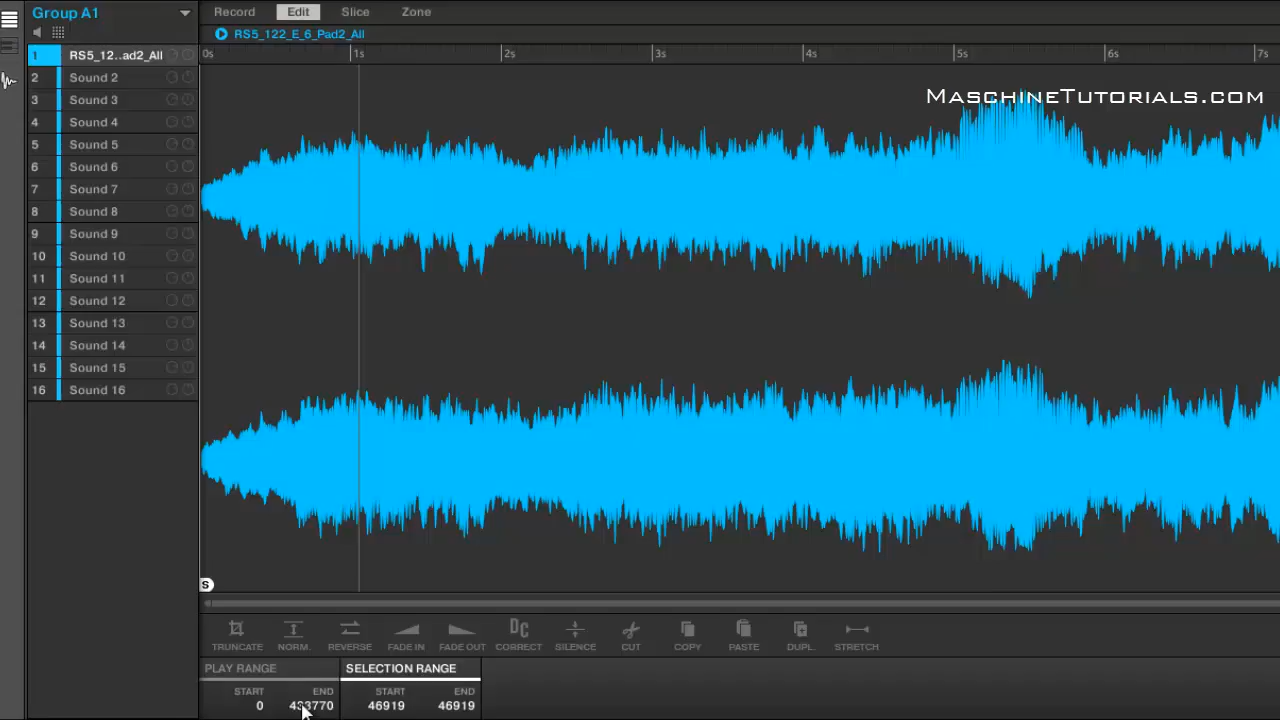 Group A1
Record Edit Slice Zone
RS5_122_E_6_Pad2_All
0s 1s 2s 3s 4s 5s 6s 7s
MaschineTutorials.com
1 RS5_12..ad2_All
2 Sound 2
3 Sound 3
4 Sound 4
5 Sound 5
6 Sound 6
7 Sound 7
8 Sound 8
9 Sound 9
10 Sound 10
11 Sound 11
12 Sound 12
13 Sound 13
14 Sound 14
15 Sound 15
16 Sound 16
S
DC
TRUNCATE NORM. REVERSE FADE IN FADE OUT CORRECT SILENCE CUT COPY PASTE DUPL. STRETCH
PLAY RANGE SELECTION RANGE
START END START END
0 433770 46919 46919